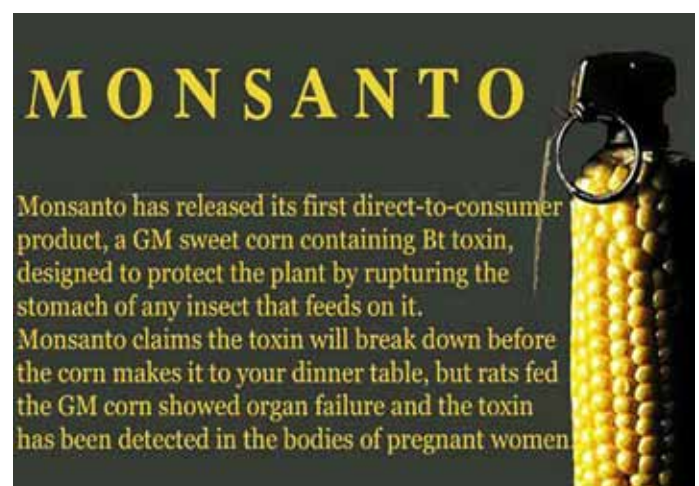 MONSANTO
Monsanto has released its first direct-to-consumer
product, a GM sweet corn containing Bt toxin,
designed to protect the plant by rupturing the
stomach of any insect that feeds on it.
Monsanto claims the toxin will break down before
the corn makes it to your dinner table, but rats fed
the GM corn showed organ failure and the toxin
has been detected in the bodies of pregnant women.